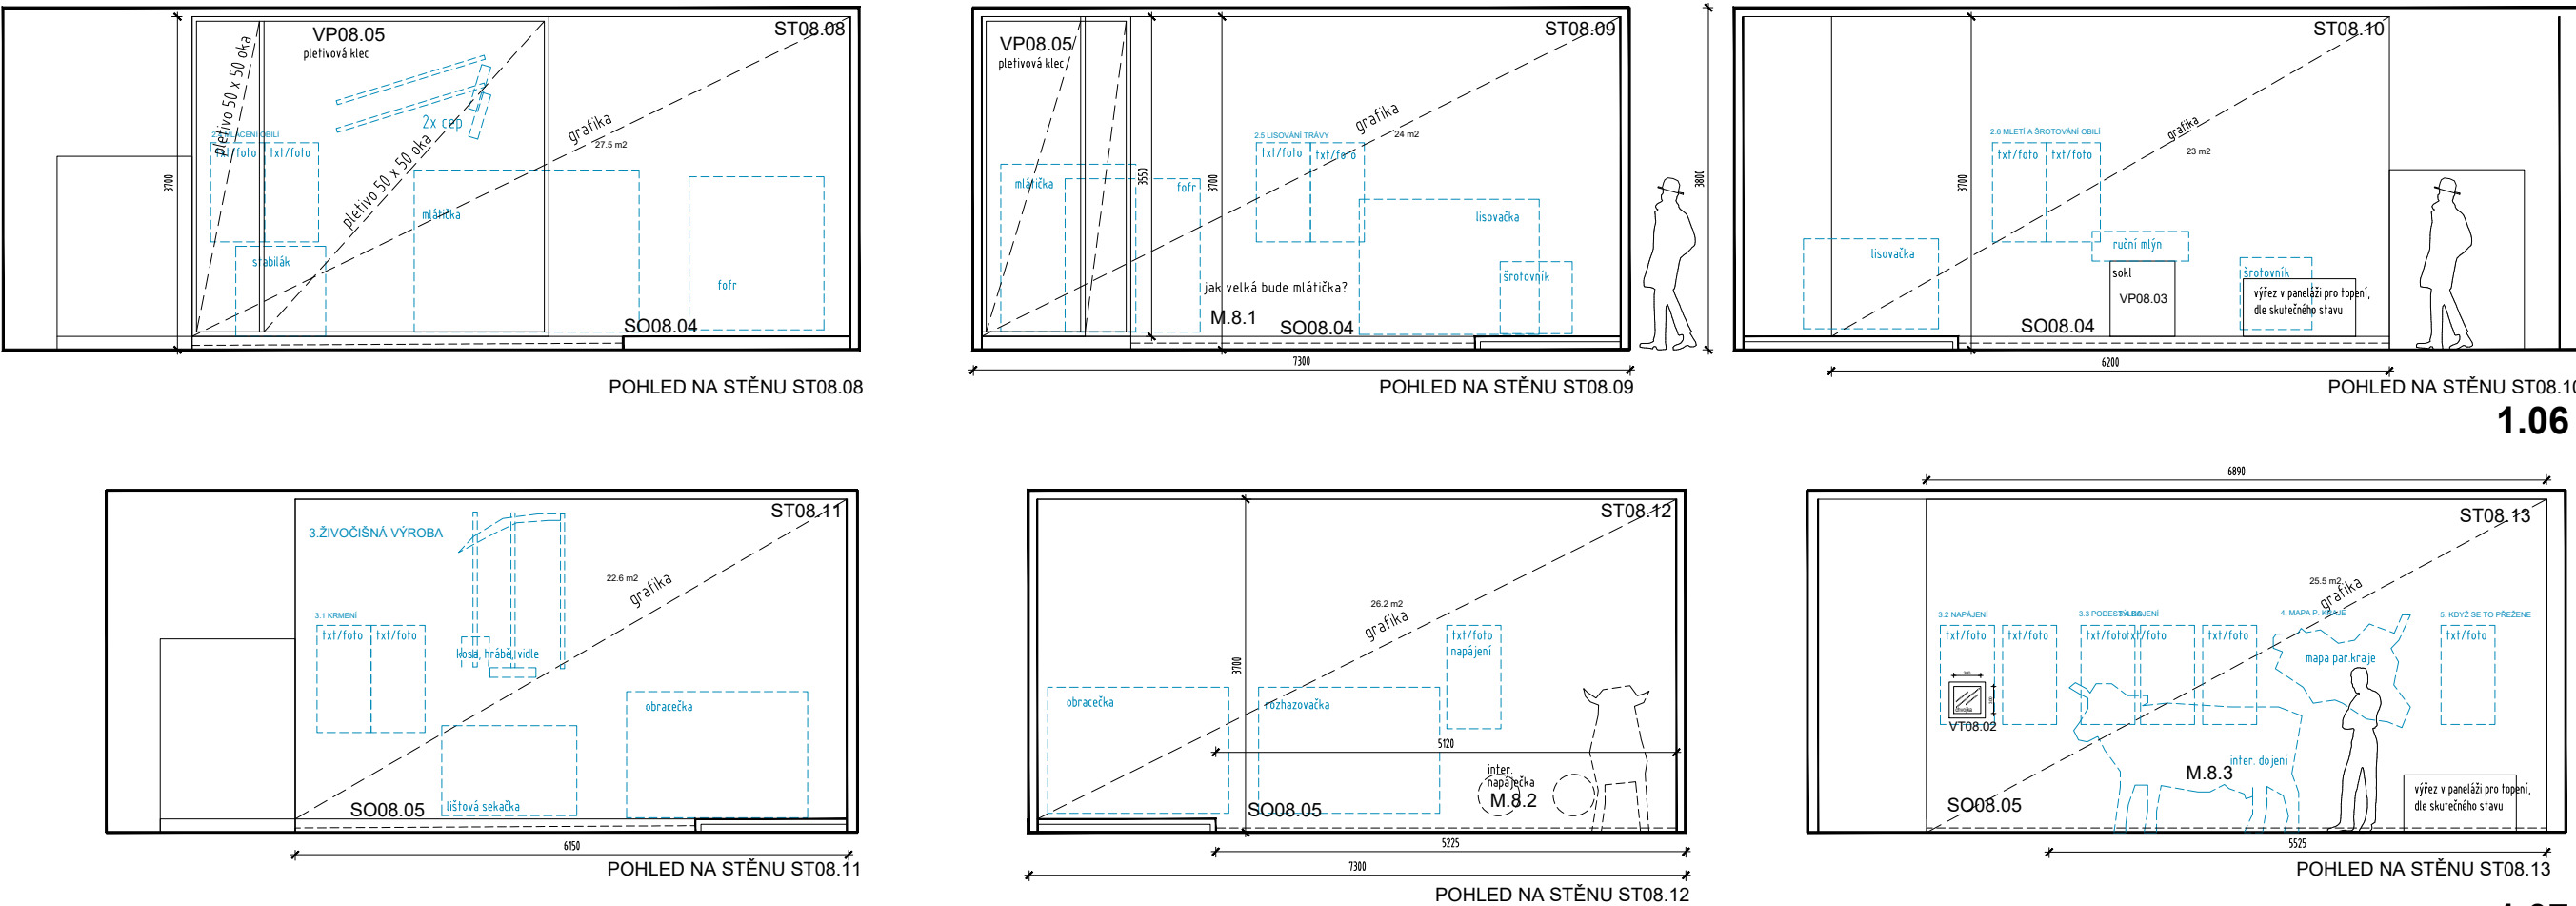 VP08.05
pletivová klec
ST08.08
pletivo 50 x 50 oka
pletivo 50 x 50 oka
2x cep
grafika
27.5 m2
txt/foto
txt/foto
3700
mlátička
stabilák
fofr
SO08.04
POHLED NA STĚNU ST08.08
VP08.05
pletivová klec
ST08.09
grafika
24 m2
2.5 LISOVÁNÍ TRÁVY
txt/foto
txt/foto
mlátička
fofr
3550
3700
lisovačka
šrotovník
jak velká bude mlátička?
M.8.1
SO08.04
7300
POHLED NA STĚNU ST08.09
3800
ST08.10
grafika
23 m2
2.6 MLETÍ A ŠROTOVÁNÍ OBILÍ
txt/foto
txt/foto
3700
lisovačka
ruční mlýn
sokl
VP08.03
šrotovník
výřez v paneláži pro topení,
dle skutečného stavu
SO08.04
6200
POHLED NA STĚNU ST08.10
1.06
ST08.11
3.ŽIVOČIŠNÁ VÝROBA
22.6 m2
grafika
3.1 KRMENÍ
txt/foto
txt/foto
kosa, hrábě, vidle
obracečka
lištová sekačka
SO08.05
6150
POHLED NA STĚNU ST08.11
ST08.12
26.2 m2
grafika
3700
txt/foto
napájení
obracečka
rozhazovačka
5120
inter.
napáječka
M.8.2
SO08.05
5225
7300
POHLED NA STĚNU ST08.12
6890
ST08.13
25.5 m2
grafika
3.2 NAPÁJENÍ
4. MAPA P. KRAJE
5. KDYŽ SE TO PŘEŽENE
txt/foto
txt/foto
txt/foto
txt/foto
txt/foto
txt/foto
mapa par.kraje
VT08.02
inter. dojení
M.8.3
SO08.05
výřez v paneláži pro topení,
dle skutečného stavu
5525
POHLED NA STĚNU ST08.13